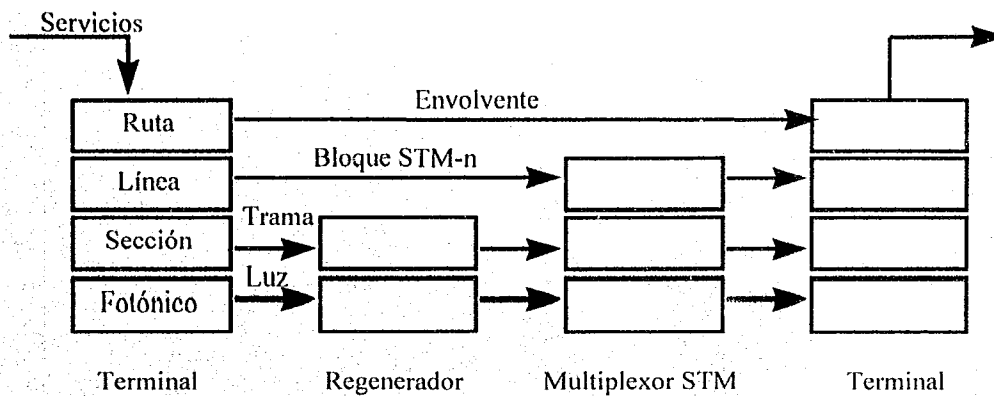 Servicios
Ruta
Envolvente
Línea
Bloque STM-n
Sección
Trama
Fotónico
Luz
Terminal
Regenerador
Multiplexor STM
Terminal